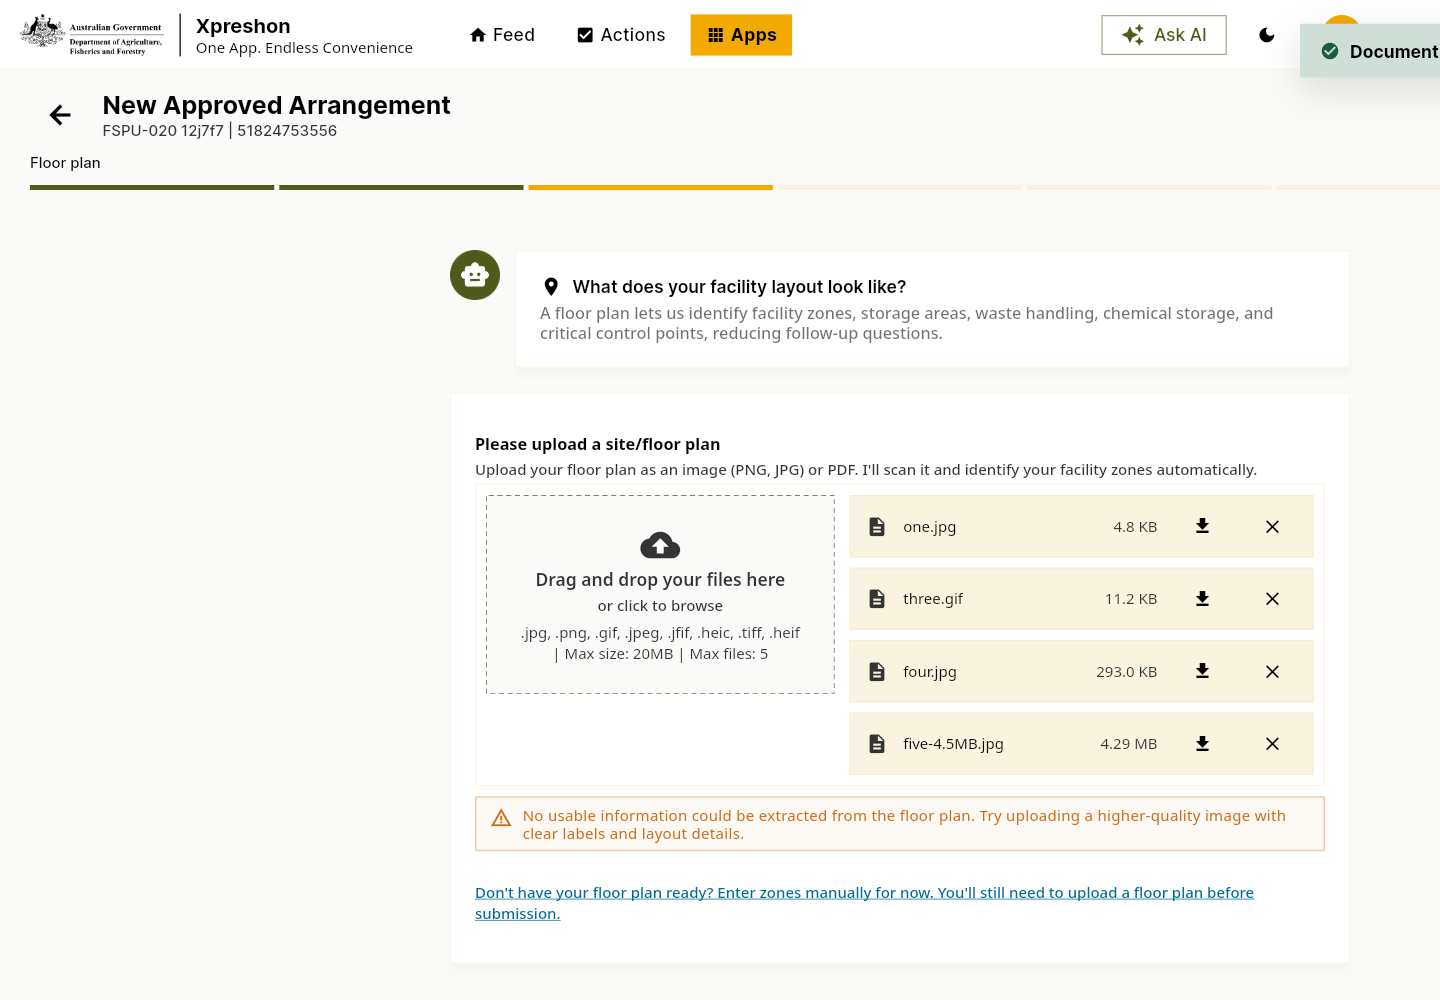 Australian Government
Department of Agriculture,
Fisheries and Forestry
Xpreshon
One App. Endless Convenience
Feed
Actions
Apps
Ask AI
Document
New Approved Arrangement
FSPU-020 12j7f7 | 51824753556
Floor plan
What does your facility layout look like?
A floor plan lets us identify facility zones, storage areas, waste handling, chemical storage, and
critical control points, reducing follow-up questions.
Please upload a site/floor plan
Upload your floor plan as an image (PNG, JPG) or PDF. I'll scan it and identify your facility zones automatically.
Drag and drop your files here
or click to browse
.jpg, .png, .gif, .jpeg, .jfif, .heic, .tiff, .heif
| Max size: 20MB | Max files: 5
one.jpg 4.8 KB
three.gif 11.2 KB
four.jpg 293.0 KB
five-4.5MB.jpg 4.29 MB
No usable information could be extracted from the floor plan. Try uploading a higher-quality image with
clear labels and layout details.
Don't have your floor plan ready? Enter zones manually for now. You'll still need to upload a floor plan before
submission.